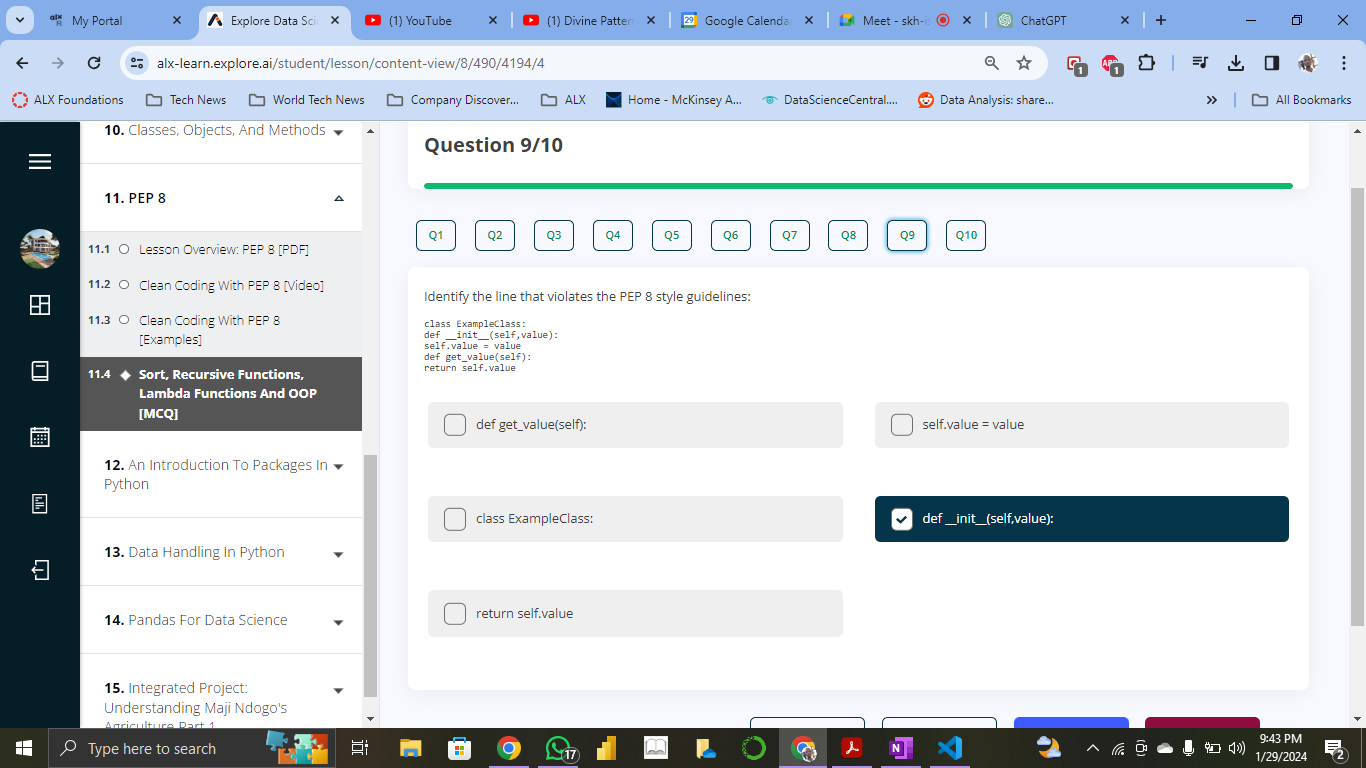 My Portal
Explore Data Sci
(1) YouTube
(1) Divine Patter
Google Calenda
Meet - skh-i
ChatGPT
alx-learn.explore.ai/student/lesson/content-view/8/490/4194/4
1
1
ALX Foundations
Tech News
World Tech News
Company Discover...
ALX
Home - McKinsey A...
DataScienceCentral....
Data Analysis: share...
»
All Bookmarks
10. Classes, Objects, And Methods
11. PEP 8
11.1 Lesson Overview: PEP 8 [PDF]
11.2 Clean Coding With PEP 8 [Video]
11.3 Clean Coding With PEP 8
[Examples]
11.4 Sort, Recursive Functions,
Lambda Functions And OOP
[MCQ]
12. An Introduction To Packages In
Python
13. Data Handling In Python
14. Pandas For Data Science
15. Integrated Project:
Understanding Maji Ndogo's
Agriculture Part 1
Question 9/10
Q1
Q2
Q3
Q4
Q5
Q6
Q7
Q8
Q9
Q10
Identify the line that violates the PEP 8 style guidelines:
class ExampleClass:
def __init__(self,value):
self.value = value
def get_value(self):
return self.value
def get_value(self):
self.value = value
class ExampleClass:
def __init__(self,value):
return self.value
Type here to search
17
9:43 PM
1/29/2024
2